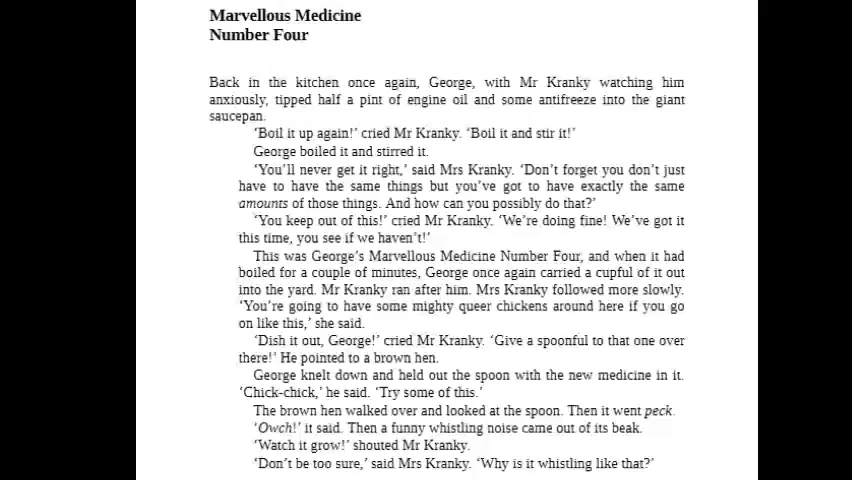 Marvellous Medicine
Number Four
Back in the kitchen once again, George, with Mr Kranky watching him
anxiously, tipped half a pint of engine oil and some antifreeze into the giant
saucepan.
‘Boil it up again!’ cried Mr Kranky. ‘Boil it and stir it!’
George boiled it and stirred it.
‘You’ll never get it right,’ said Mrs Kranky. ‘Don’t forget you don’t just
have to have the same things but you’ve got to have exactly the same
amounts of those things. And how can you possibly do that?’
‘You keep out of this!’ cried Mr Kranky. ‘We’re doing fine! We’ve got it
this time, you see if we haven’t!’
This was George’s Marvellous Medicine Number Four, and when it had
boiled for a couple of minutes, George once again carried a cupful of it out
into the yard. Mr Kranky ran after him. Mrs Kranky followed more slowly.
‘You’re going to have some mighty queer chickens around here if you go
on like this,’ she said.
‘Dish it out, George!’ cried Mr Kranky. ‘Give a spoonful to that one over
there!’ He pointed to a brown hen.
George knelt down and held out the spoon with the new medicine in it.
‘Chick-chick,’ he said. ‘Try some of this.’
The brown hen walked over and looked at the spoon. Then it went peck.
‘Owch!’ it said. Then a funny whistling noise came out of its beak.
‘Watch it grow!’ shouted Mr Kranky.
‘Don’t be too sure,’ said Mrs Kranky. ‘Why is it whistling like that?’